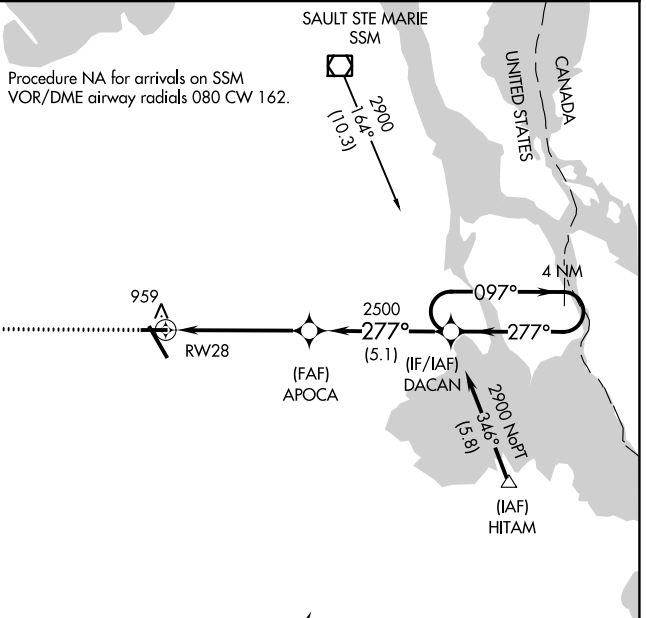 SAULT STE MARIE
SSM
Procedure NA for arrivals on SSM
VOR/DME airway radials 080 CW 162.
CANADA
UNITED STATES
2900
164°
(10.3)
4 NM
097°
959
2500
277°
277°
(5.1)
RW28
(FAF)
APOCA
(IF/IAF)
DACAN
2900 NoPT
346°
(5.8)
(IAF)
HITAM